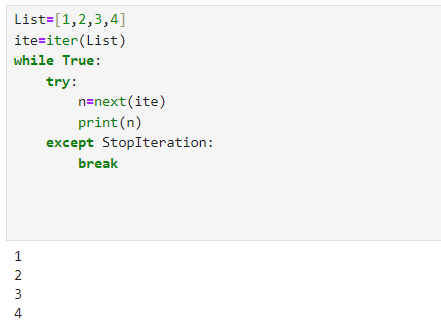 List=[1,2,3,4]
ite=iter(List)
while True:
    try:
        n=next(ite)
        print(n)
    except StopIteration:
        break
1
2
3
4